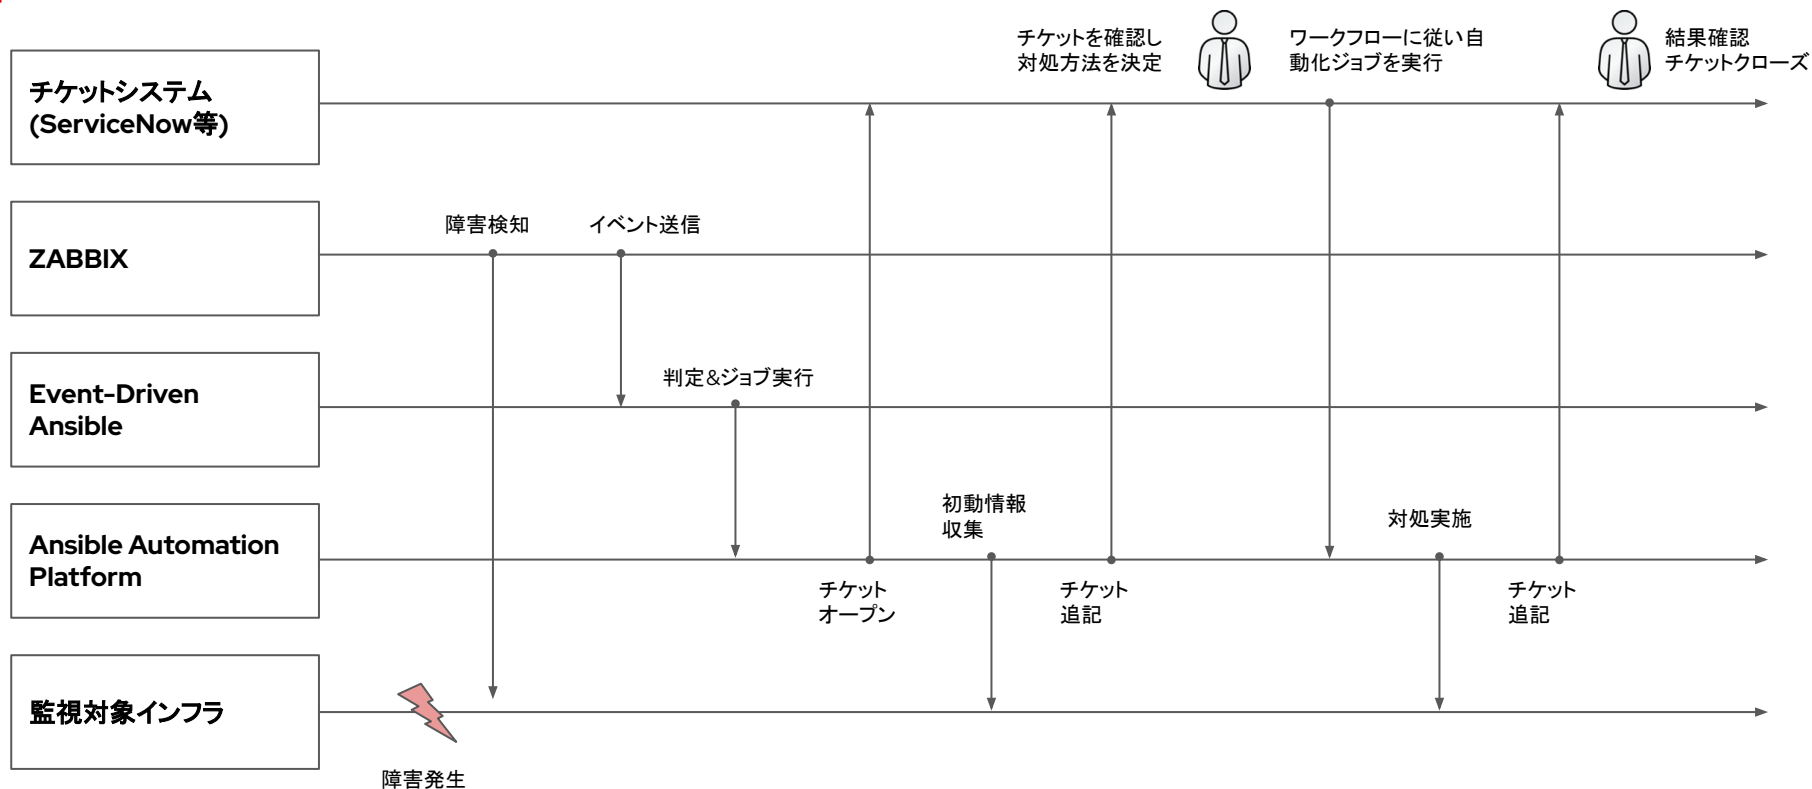 チケットを確認し
対処方法を決定
ワークフローに従い自
動化ジョブを実行
結果確認
チケットクローズ
チケットシステム
(ServiceNow等)
障害検知
イベント送信
ZABBIX
判定&ジョブ実行
Event-Driven
Ansible
初動情報
収集
対処実施
Ansible Automation
Platform
チケット
オープン
チケット
追記
チケット
追記
監視対象インフラ
障害発生